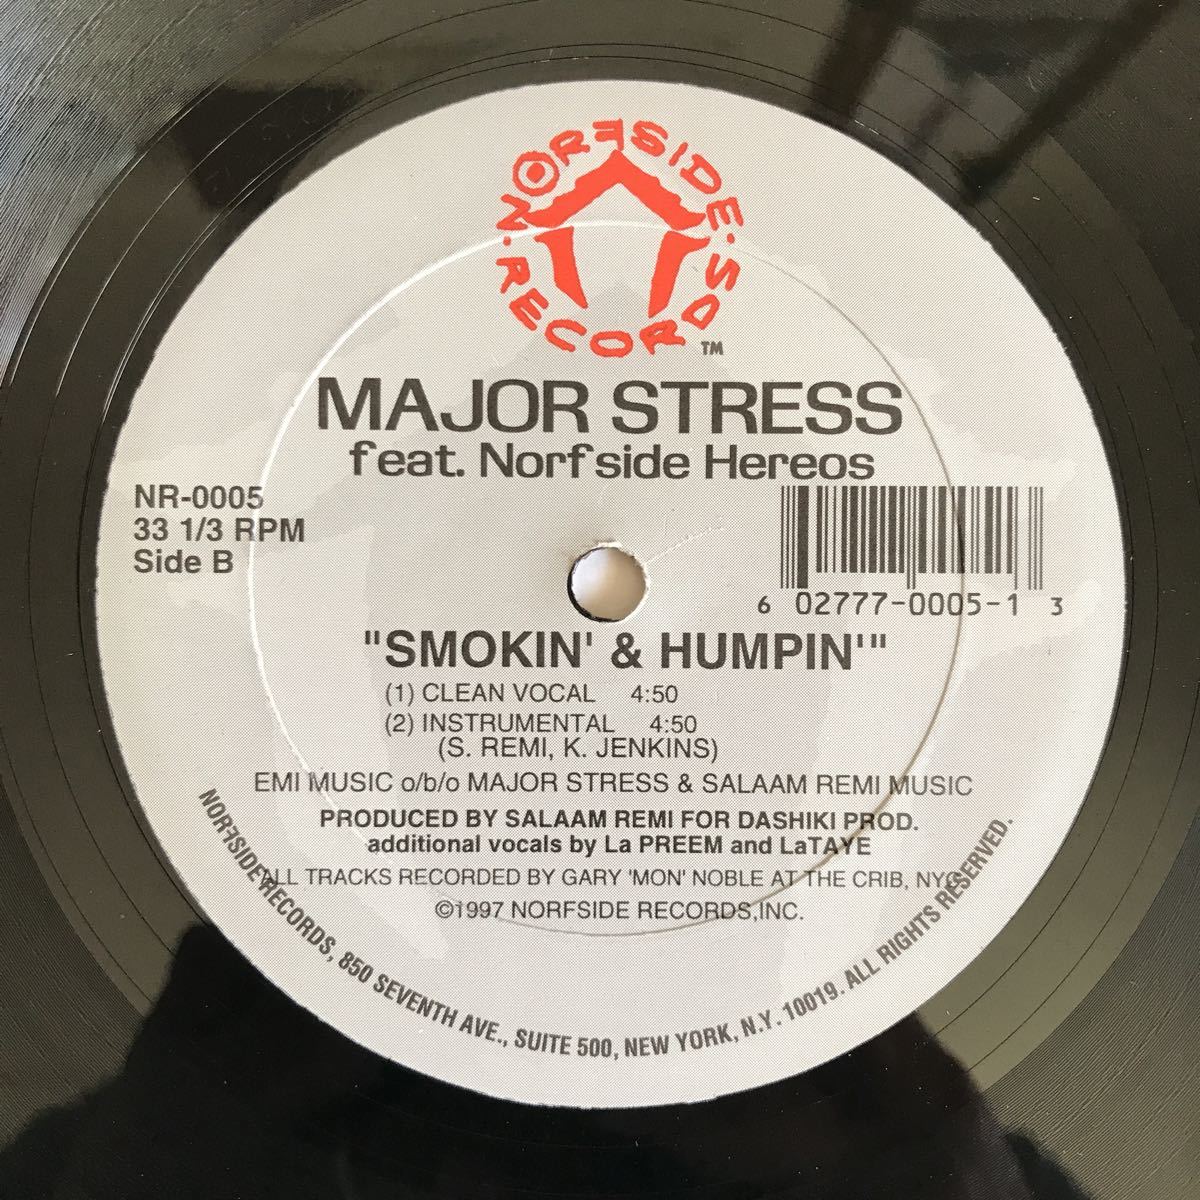 NORFSIDE · RECORDS ·
TM
MAJOR STRESS
feat. Norfside Hereos
NR-0005
33 1/3 RPM
Side B
6 02777-0005-1 3
"SMOKIN' & HUMPIN'"
(1) CLEAN VOCAL 4:50
(2) INSTRUMENTAL 4:50
(S. REMI, K. JENKINS)
EMI MUSIC o/b/o MAJOR STRESS & SALAAM REMI MUSIC
PRODUCED BY SALAAM REMI FOR DASHIKI PROD.
additional vocals by La PREEM and LaTAYE
ALL TRACKS RECORDED BY GARY 'MON' NOBLE AT THE CRIB, NYC
©1997 NORFSIDE RECORDS,INC.
NORFSIDE RECORDS, 850 SEVENTH AVE., SUITE 500, NEW YORK, N.Y. 10019. ALL RIGHTS RESERVED.